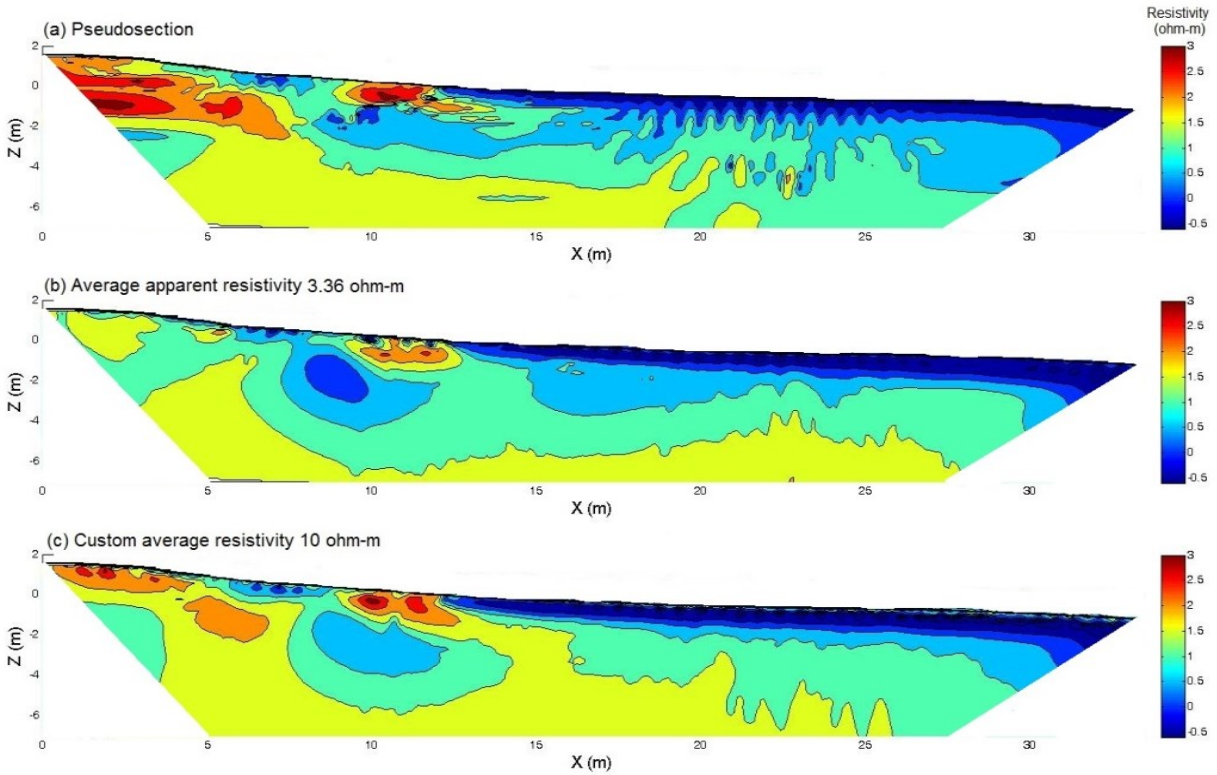 (a) Pseudosection
Resistivity
(ohm-m)
2
0
-2
-4
-6
Z (m)
0 5 10 15 20 25 30
X (m)
3
2.5
2
1.5
1
0.5
0
-0.5
(b) Average apparent resistivity 3.36 ohm-m
2
0
-2
-4
-6
Z (m)
0 5 10 15 20 25 30
X (m)
3
2.5
2
1.5
1
0.5
0
-0.5
(c) Custom average resistivity 10 ohm-m
2
0
-2
-4
-6
Z (m)
0 5 10 15 20 25 30
X (m)
3
2.5
2
1.5
1
0.5
0
-0.5